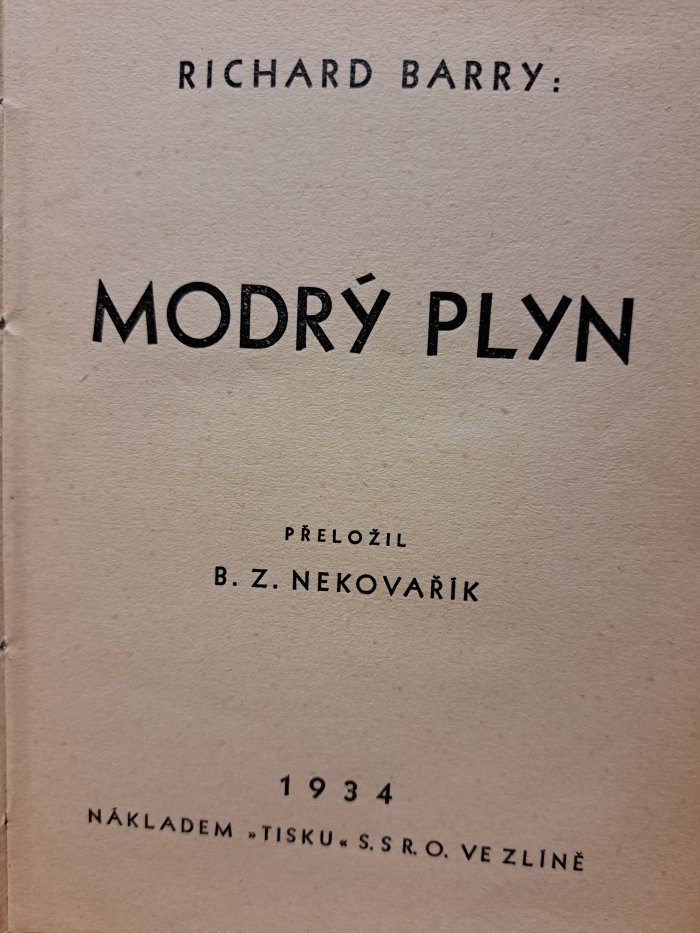 RICHARD BARRY:
MODRÝ PLYN
PŘELOŽIL
B. Z. NEKOVAŘÍK
1934
NÁKLADEM »TISKU« S. S R. O. VE ZLÍNĚ